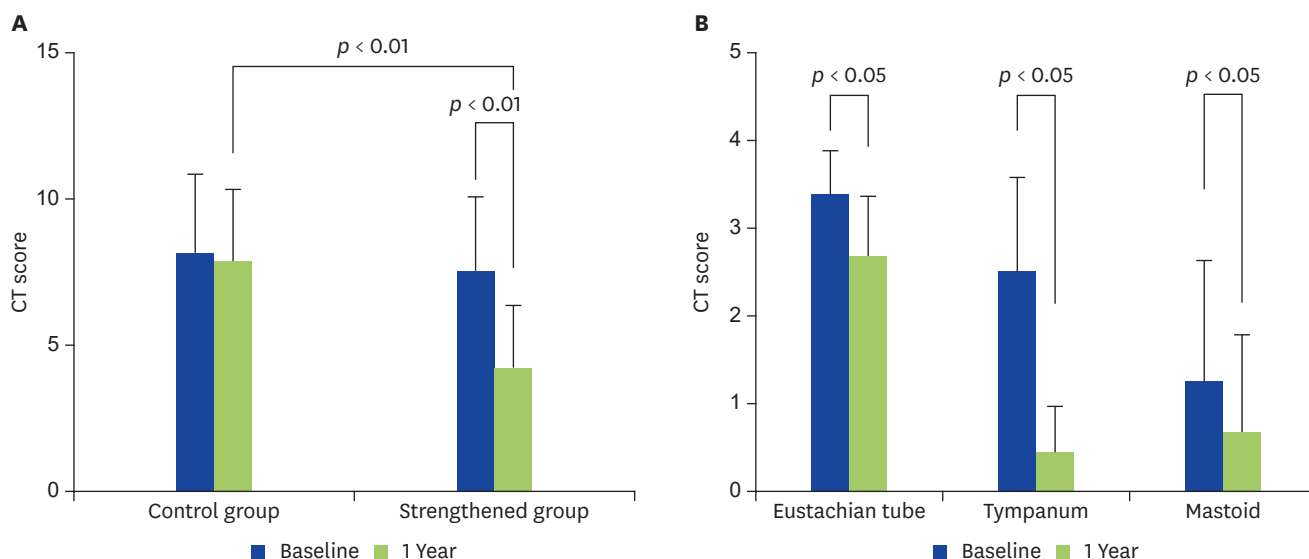 A
CT score
15
10
5
0
p < 0.01
p < 0.01
Control group
Strengthened group
Baseline
1 Year
B
CT score
5
4
3
2
1
0
p < 0.05
p < 0.05
p < 0.05
Eustachian tube
Tympanum
Mastoid
Baseline
1 Year